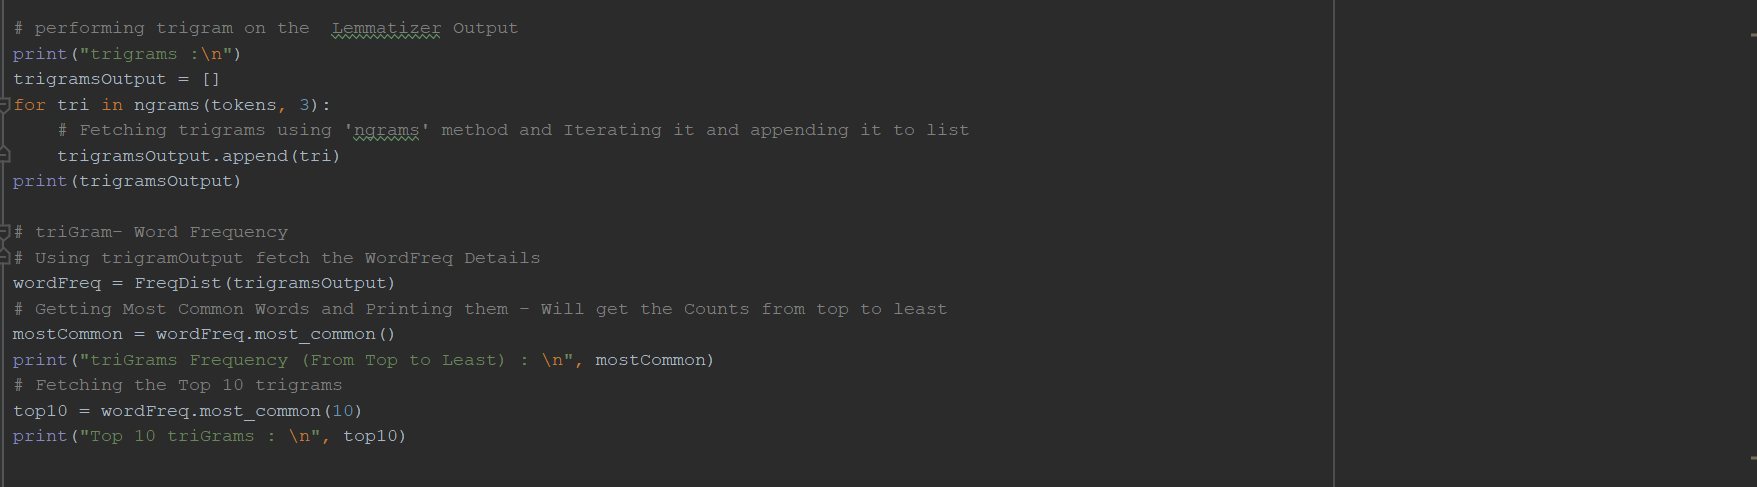 # performing trigram on the  Lemmatizer Output
print("trigrams :\n")
trigramsOutput = []
for tri in ngrams(tokens, 3):
    # Fetching trigrams using 'ngrams' method and Iterating it and appending it to list
    trigramsOutput.append(tri)
print(trigramsOutput)
# triGram- Word Frequency
# Using trigramOutput fetch the WordFreq Details
wordFreq = FreqDist(trigramsOutput)
# Getting Most Common Words and Printing them - Will get the Counts from top to least
mostCommon = wordFreq.most_common()
print("triGrams Frequency (From Top to Least) : \n", mostCommon)
# Fetching the Top 10 trigrams
top10 = wordFreq.most_common(10)
print("Top 10 triGrams : \n", top10)